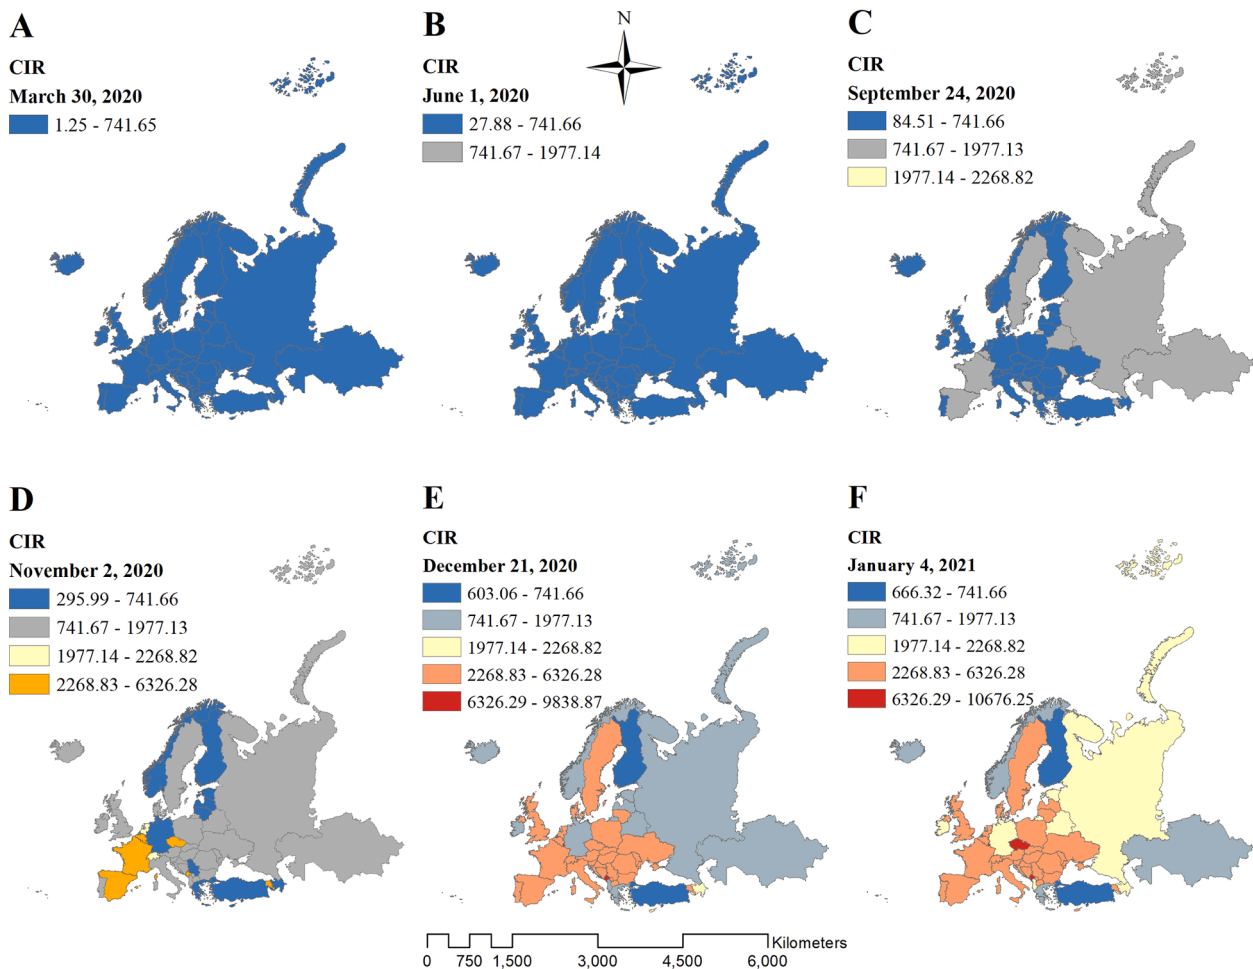 A
CIR
March 30, 2020
1.25 - 741.65
B
N
CIR
June 1, 2020
27.88 - 741.66
741.67 - 1977.14
C
CIR
September 24, 2020
84.51 - 741.66
741.67 - 1977.13
1977.14 - 2268.82
D
CIR
November 2, 2020
295.99 - 741.66
741.67 - 1977.13
1977.14 - 2268.82
2268.83 - 6326.28
E
CIR
December 21, 2020
603.06 - 741.66
741.67 - 1977.13
1977.14 - 2268.82
2268.83 - 6326.28
6326.29 - 9838.87
F
CIR
January 4, 2021
666.32 - 741.66
741.67 - 1977.13
1977.14 - 2268.82
2268.83 - 6326.28
6326.29 - 10676.25
Kilometers
0 750 1,500 3,000 4,500 6,000